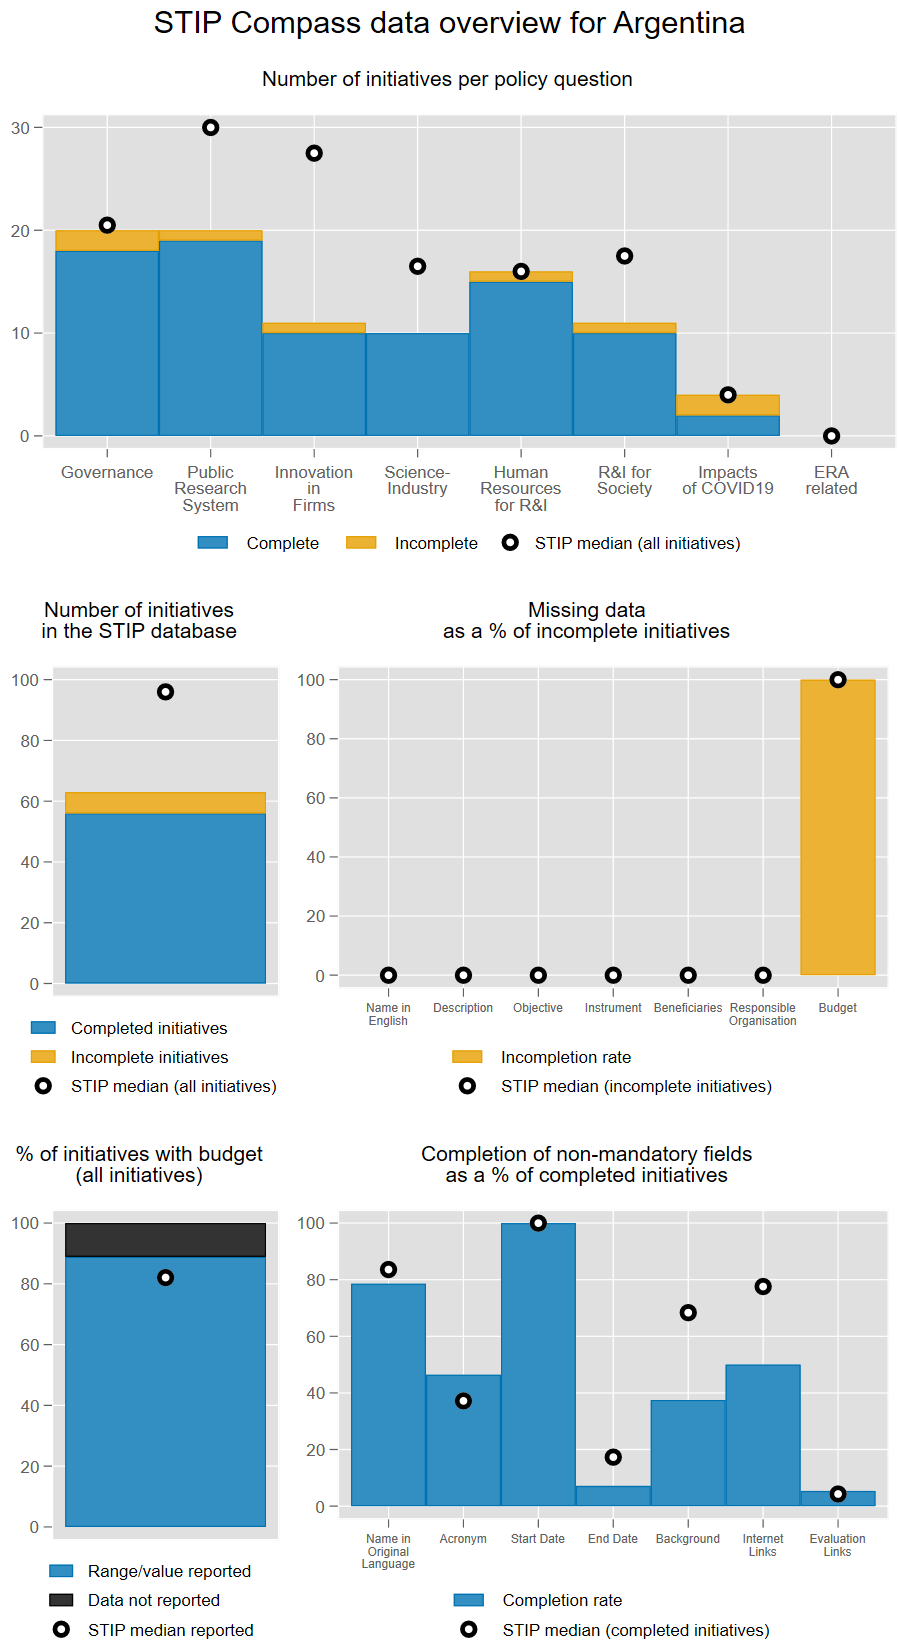 STIP Compass data overview for Argentina
Number of initiatives per policy question
30
20
10
0
Governance
Public
Research
System
Innovation
in
Firms
Science-
Industry
Human
Resources
for R&I
R&I for
Society
Impacts
of COVID19
ERA
related
Complete
Incomplete
STIP median (all initiatives)
Number of initiatives
in the STIP database
100
80
60
40
20
0
Completed initiatives
Incomplete initiatives
STIP median (all initiatives)
Missing data
as a % of incomplete initiatives
100
80
60
40
20
0
Name in
English
Description
Objective
Instrument
Beneficiaries
Responsible
Organisation
Budget
Incompletion rate
STIP median (incomplete initiatives)
% of initiatives with budget
(all initiatives)
100
80
60
40
20
0
Range/value reported
Data not reported
STIP median reported
Completion of non-mandatory fields
as a % of completed initiatives
100
80
60
40
20
0
Name in
Original
Language
Acronym
Start Date
End Date
Background
Internet
Links
Evaluation
Links
Completion rate
STIP median (completed initiatives)